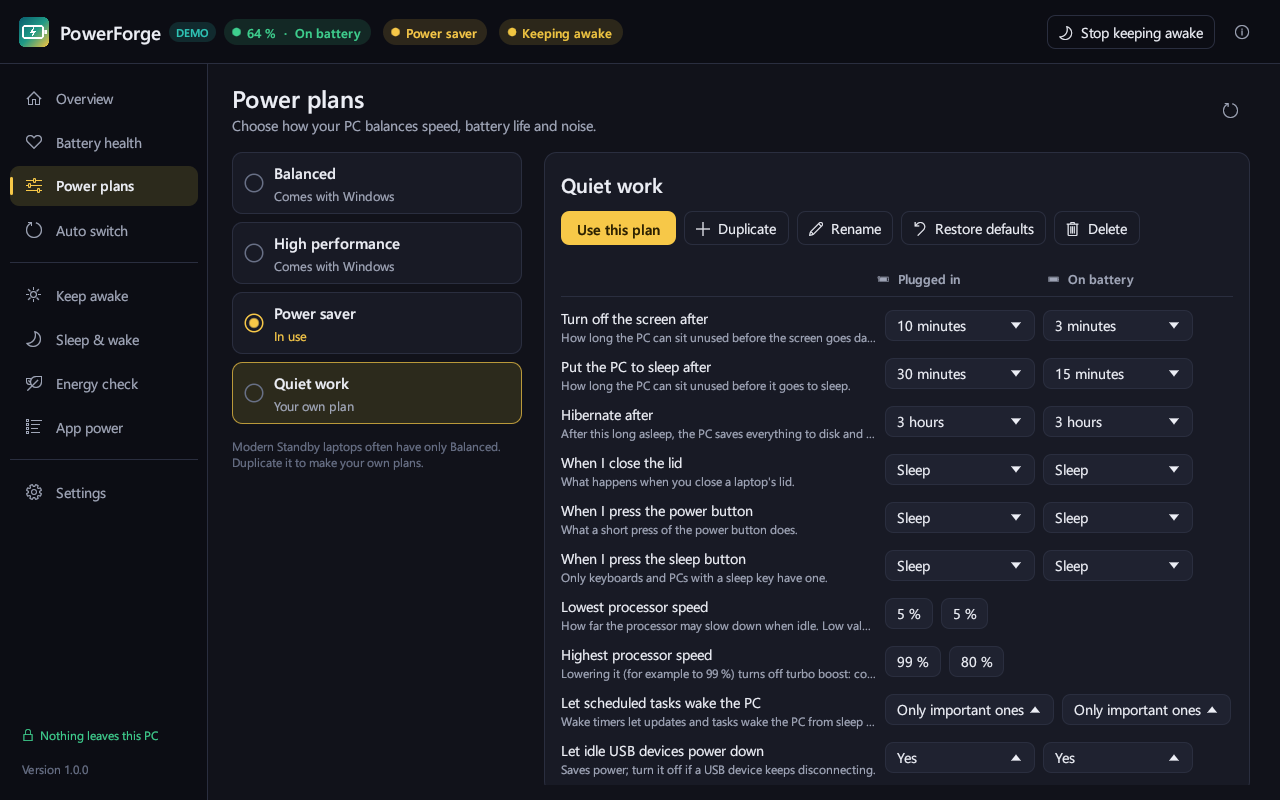 PowerForge
DEMO
64 % · On battery
Power saver
Keeping awake
Stop keeping awake
Overview
Battery health
Power plans
Auto switch
Keep awake
Sleep & wake
Energy check
App power
Settings
Nothing leaves this PC
Version 1.0.0
Power plans
Choose how your PC balances speed, battery life and noise.
Balanced
Comes with Windows
High performance
Comes with Windows
Power saver
In use
Quiet work
Your own plan
Modern Standby laptops often have only Balanced.
Duplicate it to make your own plans.
Quiet work
Use this plan
Duplicate
Rename
Restore defaults
Delete
Plugged in
On battery
Turn off the screen after
How long the PC can sit unused before the screen goes da...
10 minutes
3 minutes
Put the PC to sleep after
How long the PC can sit unused before it goes to sleep.
30 minutes
15 minutes
Hibernate after
After this long asleep, the PC saves everything to disk and ...
3 hours
3 hours
When I close the lid
What happens when you close a laptop's lid.
Sleep
Sleep
When I press the power button
What a short press of the power button does.
Sleep
Sleep
When I press the sleep button
Only keyboards and PCs with a sleep key have one.
Sleep
Sleep
Lowest processor speed
How far the processor may slow down when idle. Low val...
5 %
5 %
Highest processor speed
Lowering it (for example to 99 %) turns off turbo boost: co...
99 %
80 %
Let scheduled tasks wake the PC
Wake timers let updates and tasks wake the PC from sleep ...
Only important ones
Only important ones
Let idle USB devices power down
Saves power; turn it off if a USB device keeps disconnecting.
Yes
Yes